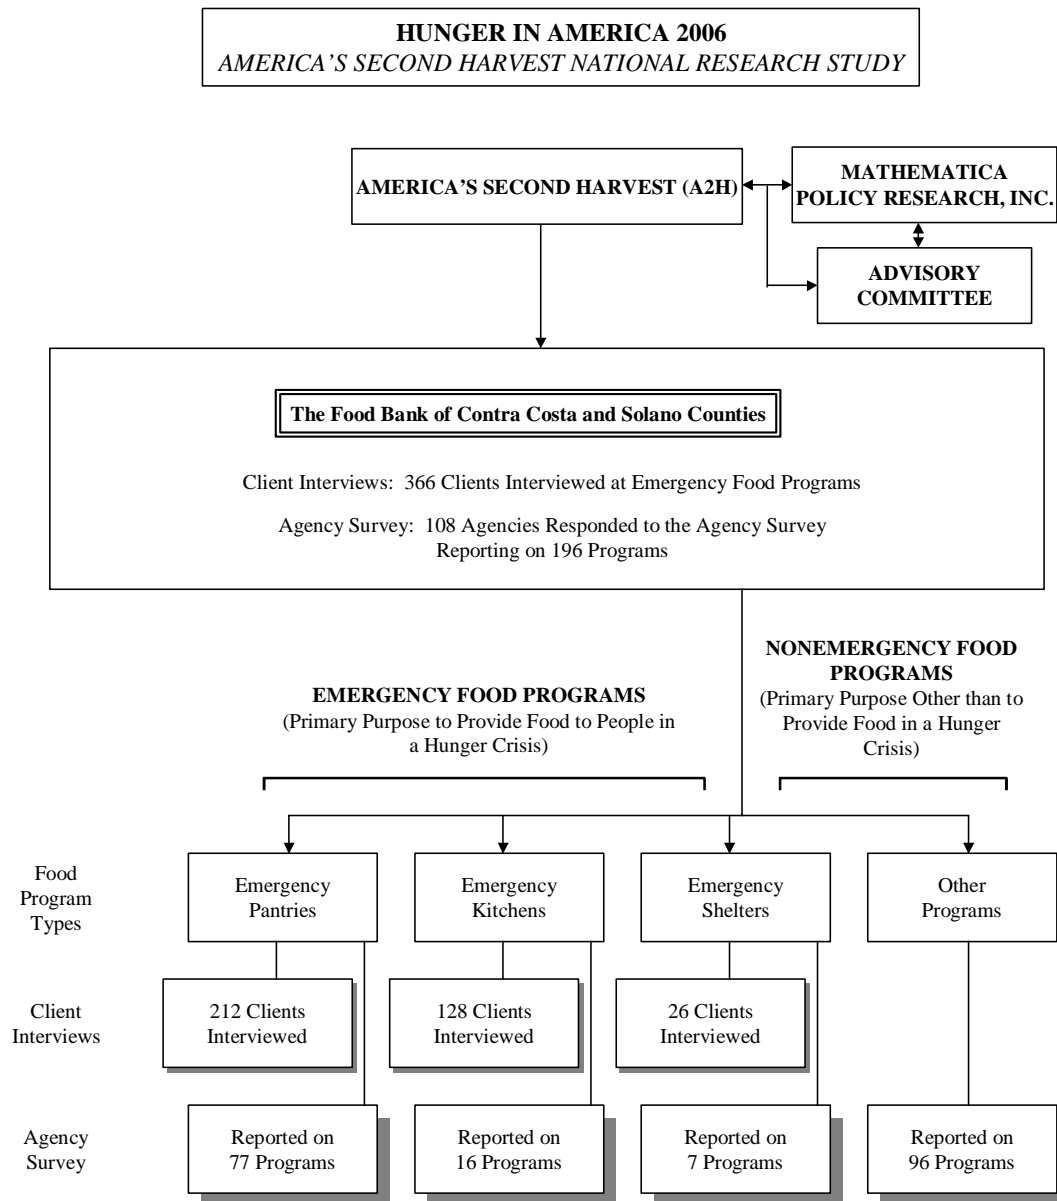 HUNGER IN AMERICA 2006
AMERICA'S SECOND HARVEST NATIONAL RESEARCH STUDY
AMERICA'S SECOND HARVEST (A2H)
MATHEMATICA
POLICY RESEARCH, INC.
ADVISORY
COMMITTEE
The Food Bank of Contra Costa and Solano Counties
Client Interviews: 366 Clients Interviewed at Emergency Food Programs
Agency Survey: 108 Agencies Responded to the Agency Survey
Reporting on 196 Programs
EMERGENCY FOOD PROGRAMS
(Primary Purpose to Provide Food to People in
a Hunger Crisis)
NONEMERGENCY FOOD
PROGRAMS
(Primary Purpose Other than to
Provide Food in a Hunger
Crisis)
Food
Program
Types
Emergency
Pantries
Emergency
Kitchens
Emergency
Shelters
Other
Programs
Client
Interviews
212 Clients
Interviewed
128 Clients
Interviewed
26 Clients
Interviewed
Agency
Survey
Reported on
77 Programs
Reported on
16 Programs
Reported on
7 Programs
Reported on
96 Programs